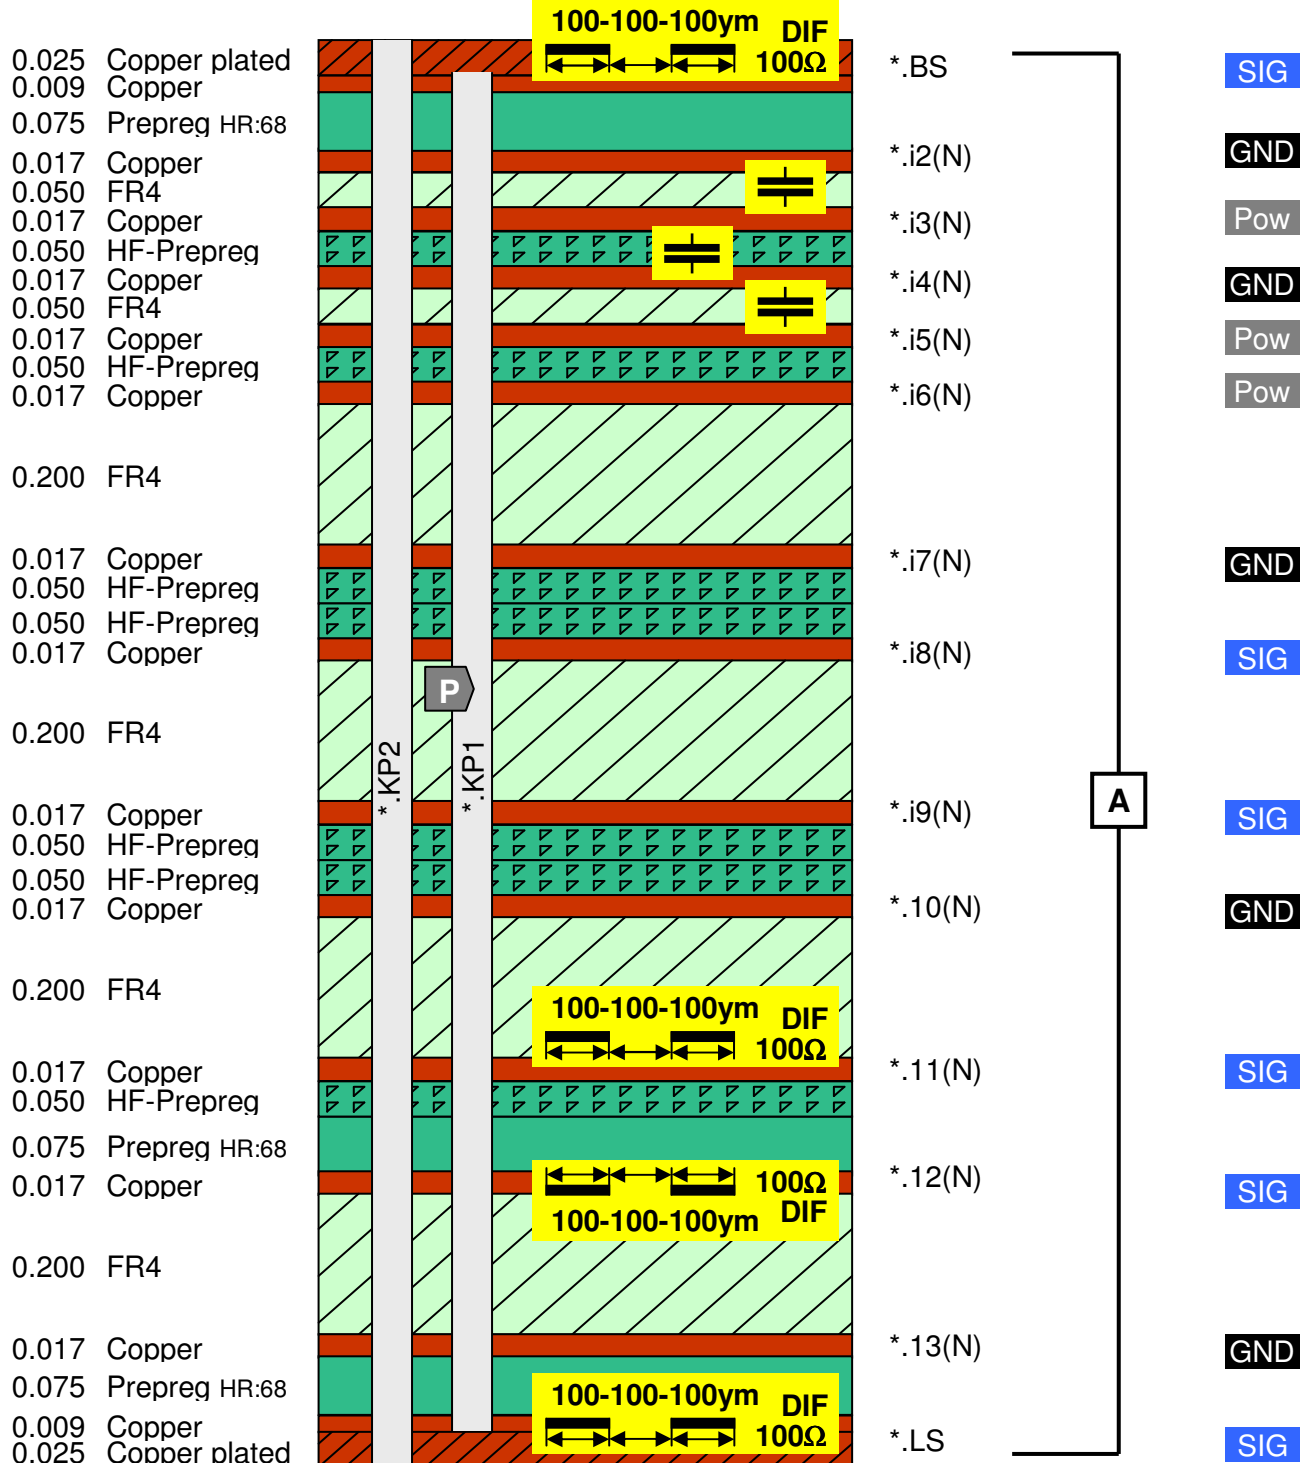 100-100-100ym DIF
0.025 Copper plated 100Ω *.BS SIG
0.009 Copper
0.075 Prepreg HR:68
0.017 Copper *.i2(N) GND
0.050 FR4
0.017 Copper *.i3(N) Pow
0.050 HF-Prepreg
0.017 Copper *.i4(N) GND
0.050 FR4
0.017 Copper *.i5(N) Pow
0.050 HF-Prepreg
0.017 Copper *.i6(N) Pow
0.200 FR4
0.017 Copper *.i7(N) GND
0.050 HF-Prepreg
0.050 HF-Prepreg
0.017 Copper *.i8(N) SIG
P
0.200 FR4
*.KP2
*.KP1
A
0.017 Copper *.i9(N) SIG
0.050 HF-Prepreg
0.050 HF-Prepreg
0.017 Copper *.10(N) GND
0.200 FR4
100-100-100ym DIF
100Ω
0.017 Copper *.11(N) SIG
0.050 HF-Prepreg
0.075 Prepreg HR:68
0.017 Copper 100Ω *.12(N) SIG
100-100-100ym DIF
0.200 FR4
0.017 Copper *.13(N) GND
0.075 Prepreg HR:68
100-100-100ym DIF
0.009 Copper 100Ω *.LS SIG
0.025 Copper plated